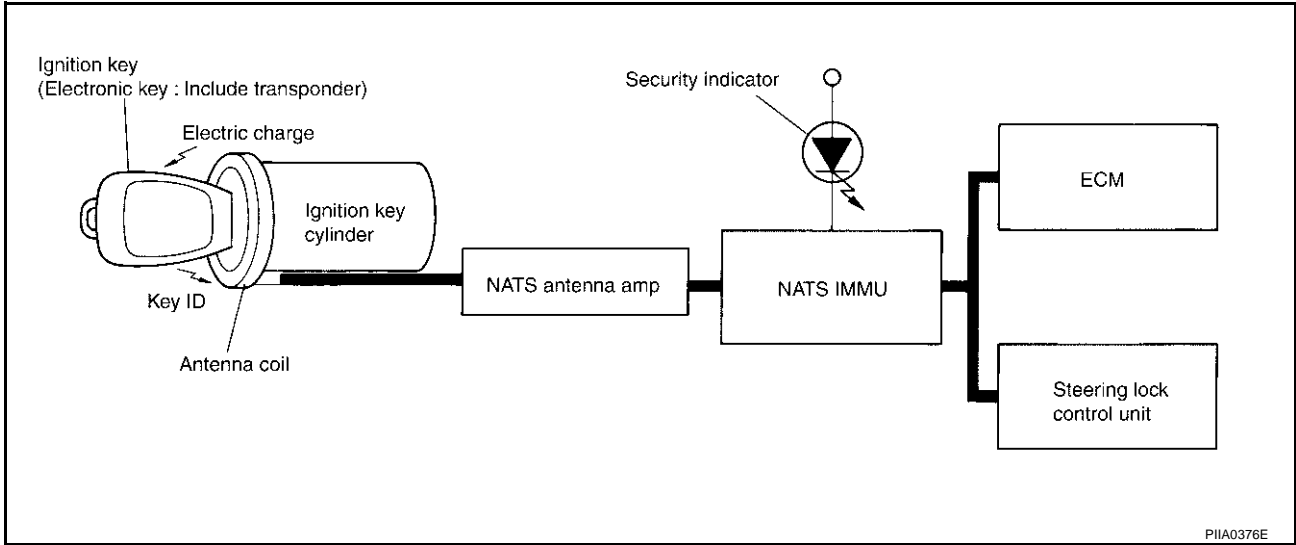 Ignition key
(Electronic key : Include transponder)
Electric charge
Ignition key
cylinder
Key ID
Antenna coil
NATS antenna amp
Security indicator
NATS IMMU
ECM
Steering lock
control unit
PIIA0376E